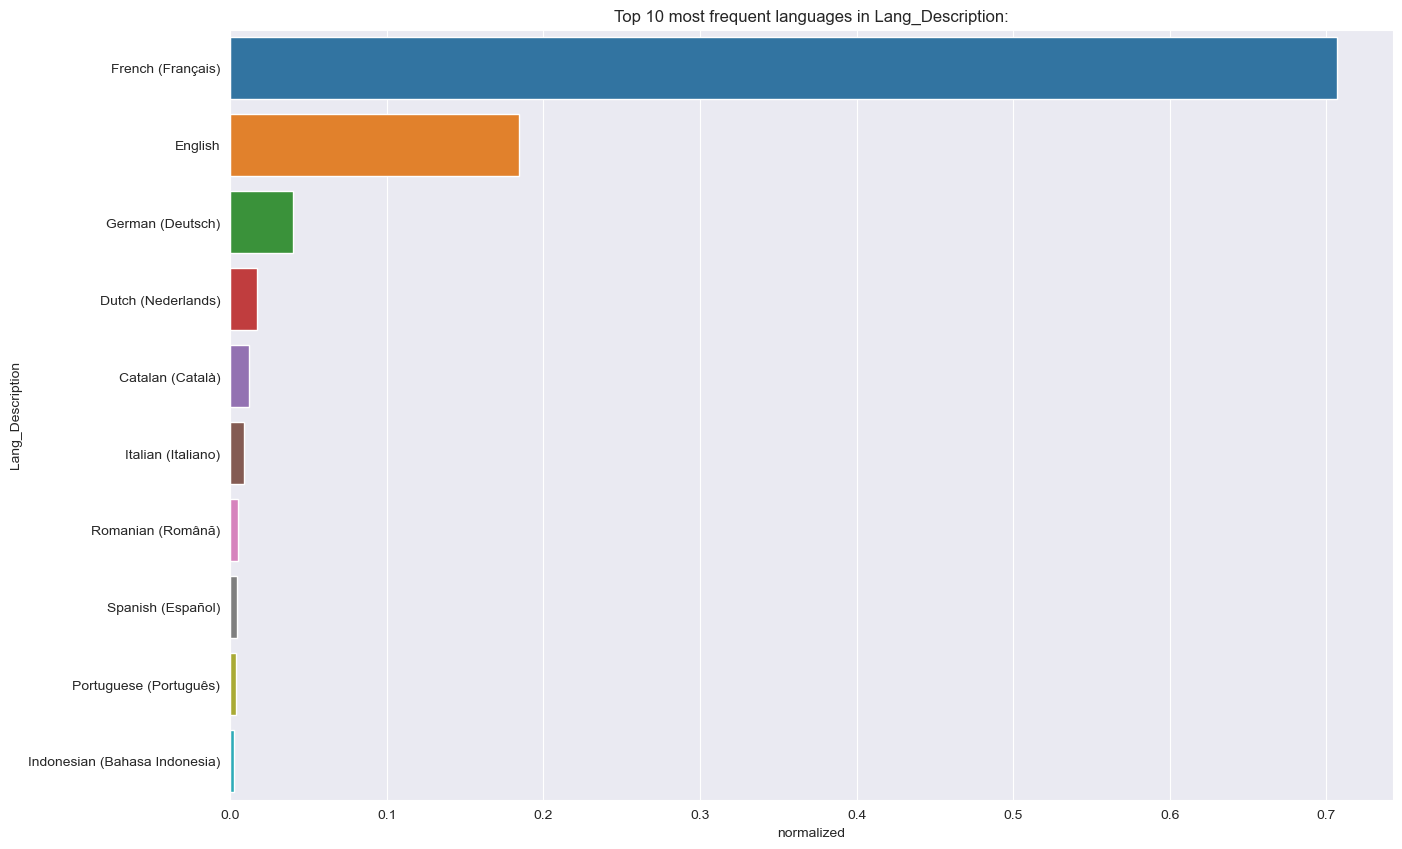 Top 10 most frequent languages in Lang_Description:
French (Français)
English
German (Deutsch)
Dutch (Nederlands)
Catalan (Català)
Italian (Italiano)
Romanian (Română)
Spanish (Español)
Portuguese (Português)
Indonesian (Bahasa Indonesia)
Lang_Description
0.0 0.1 0.2 0.3 0.4 0.5 0.6 0.7
normalized